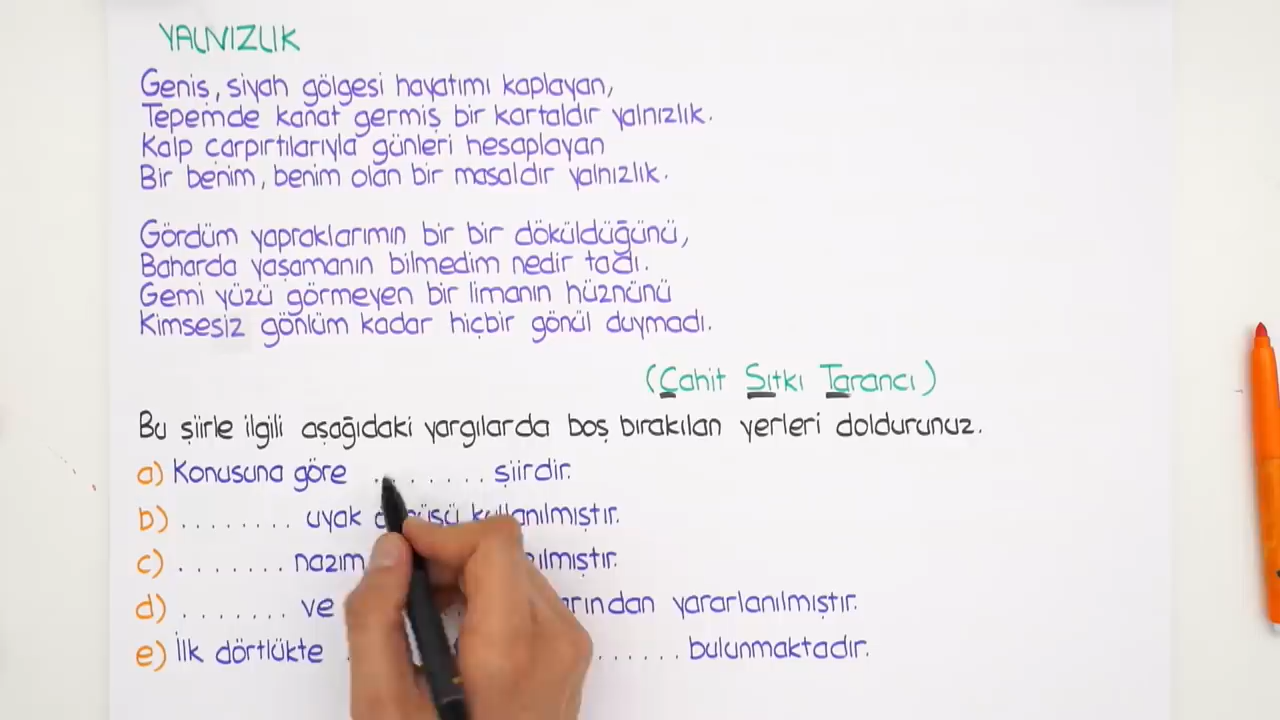 YALNIZLIK
Geniş, siyah gölgesi hayatımı kaplayan,
Tepemde kanat germiş bir kartaldır yalnızlık.
Kalp çarpırtılarıyla günleri hesaplayan
Bir benim, benim olan bir masaldır yalnızlık.
Gördüm yapraklarımın bir bir döküldüğünü,
Baharda yaşamanın bilmedim nedir tadı.
Gemi yüzü görmeyen bir limanın hüznünü
Kimsesiz gönlüm kadar hiçbir gönül duymadı.
(Cahit Sıtkı Tarancı)
Bu şiirle ilgili aşağıdaki yargılarda boş bırakılan yerleri doldurunuz.
a) Konusuna göre ........ şiirdir.
b) ........ uyak kullanılmıştır.
c) ....... nazım
d) ....... ve yararlanılmıştır.
e) İlk dörtlükte ...... bulunmaktadır.